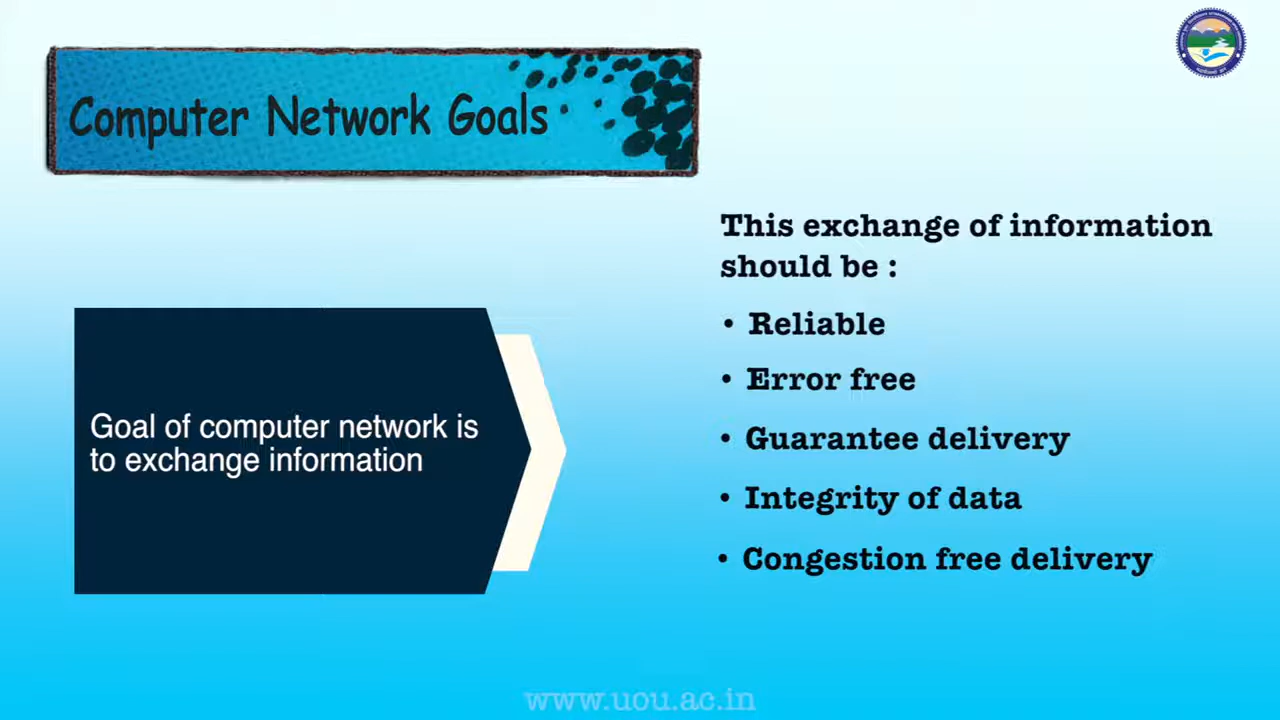 Computer Network Goals
Goal of computer network is
to exchange information
This exchange of information
should be :
• Reliable
• Error free
• Guarantee delivery
• Integrity of data
• Congestion free delivery
www.uou.ac.in